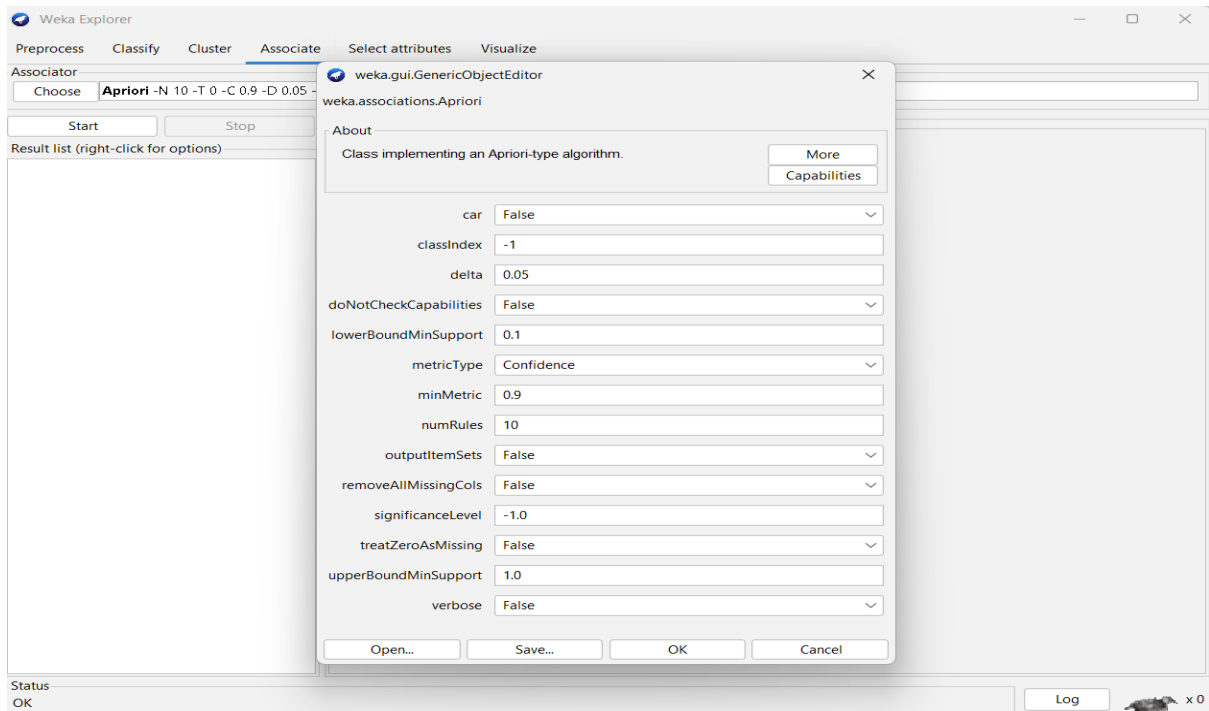 Weka Explorer
Preprocess Classify Cluster Associate Select attributes Visualize
Associator
Choose Apriori -N 10 -T 0 -C 0.9 -D 0.05 -
Start Stop
Result list (right-click for options)
weka.gui.GenericObjectEditor
weka.associations.Apriori
About
Class implementing an Apriori-type algorithm.
More
Capabilities
car False
classIndex -1
delta 0.05
doNotCheckCapabilities False
lowerBoundMinSupport 0.1
metricType Confidence
minMetric 0.9
numRules 10
outputItemSets False
removeAllMissingCols False
significanceLevel -1.0
treatZeroAsMissing False
upperBoundMinSupport 1.0
verbose False
Open... Save... OK Cancel
Status
OK
Log x 0